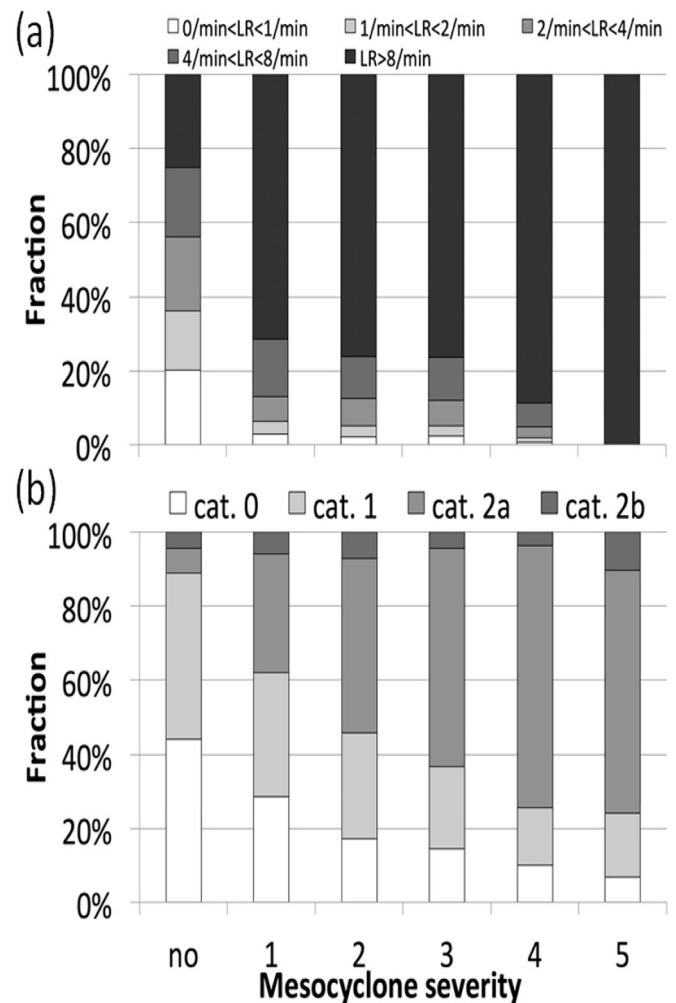 (a)
0/min<LR<1/min 1/min<LR<2/min 2/min<LR<4/min
4/min<LR<8/min LR>8/min
100%
80%
60%
40%
20%
0%
Fraction
(b)
cat. 0 cat. 1 cat. 2a cat. 2b
100%
80%
60%
40%
20%
0%
Fraction
no 1 2 3 4 5
Mesocyclone severity